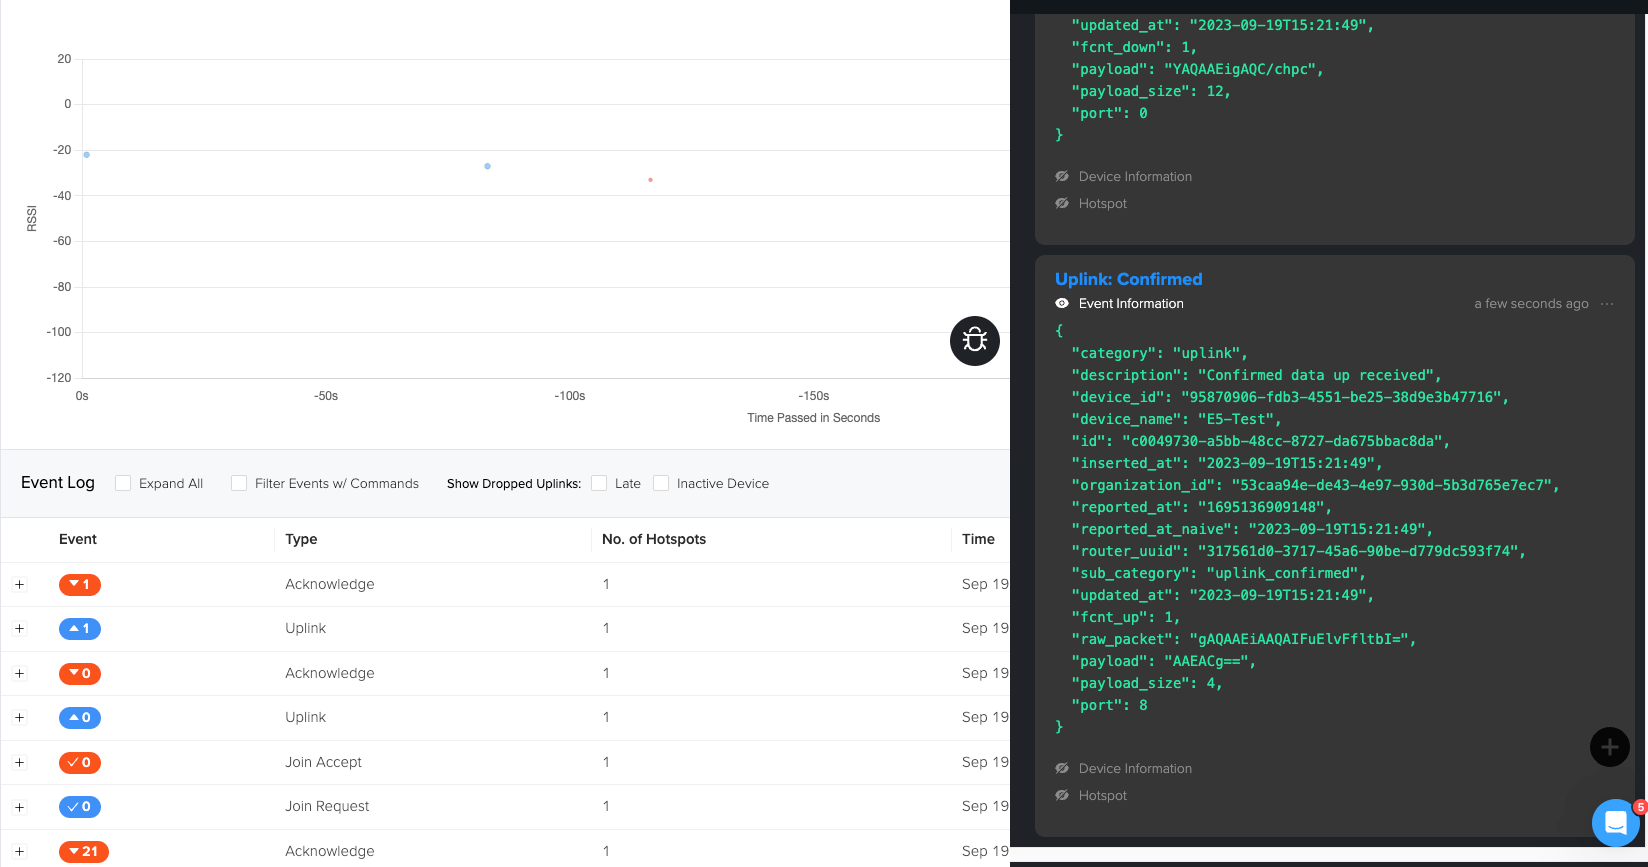 20
0
-20
-40
-60
-80
-100
-120
RSSI
0s
-50s
-100s
-150s
Time Passed in Seconds
Event Log
Expand All
Filter Events w/ Commands
Show Dropped Uplinks:
Late
Inactive Device
Event
Type
No. of Hotspots
Time
1
Acknowledge
1
Sep 19
1
Uplink
1
Sep 19
0
Acknowledge
1
Sep 19
0
Uplink
1
Sep 19
0
Join Accept
1
Sep 19
0
Join Request
1
Sep 19
21
Acknowledge
1
Sep 19
"updated_at": "2023-09-19T15:21:49",
"fcnt_down": 1,
"payload": "YAQAAEigAQC/chpc",
"payload_size": 12,
"port": 0
}
Device Information
Hotspot
Uplink: Confirmed
Event Information
a few seconds ago ···
{
"category": "uplink",
"description": "Confirmed data up received",
"device_id": "95870906-fdb3-4551-be25-38d9e3b47716",
"device_name": "E5-Test",
"id": "c0049730-a5bb-48cc-8727-da675bbac8da",
"inserted_at": "2023-09-19T15:21:49",
"organization_id": "53caa94e-de43-4e97-930d-5b3d765e7ec7",
"reported_at": "1695136909148",
"reported_at_naive": "2023-09-19T15:21:49",
"router_uuid": "317561d0-3717-45a6-90be-d779dc593f74",
"sub_category": "uplink_confirmed",
"updated_at": "2023-09-19T15:21:49",
"fcnt_up": 1,
"raw_packet": "gAQAAEiAAQAIFuElvFfltbI=",
"payload": "AAEACg==",
"payload_size": 4,
"port": 8
}
Device Information
Hotspot
5